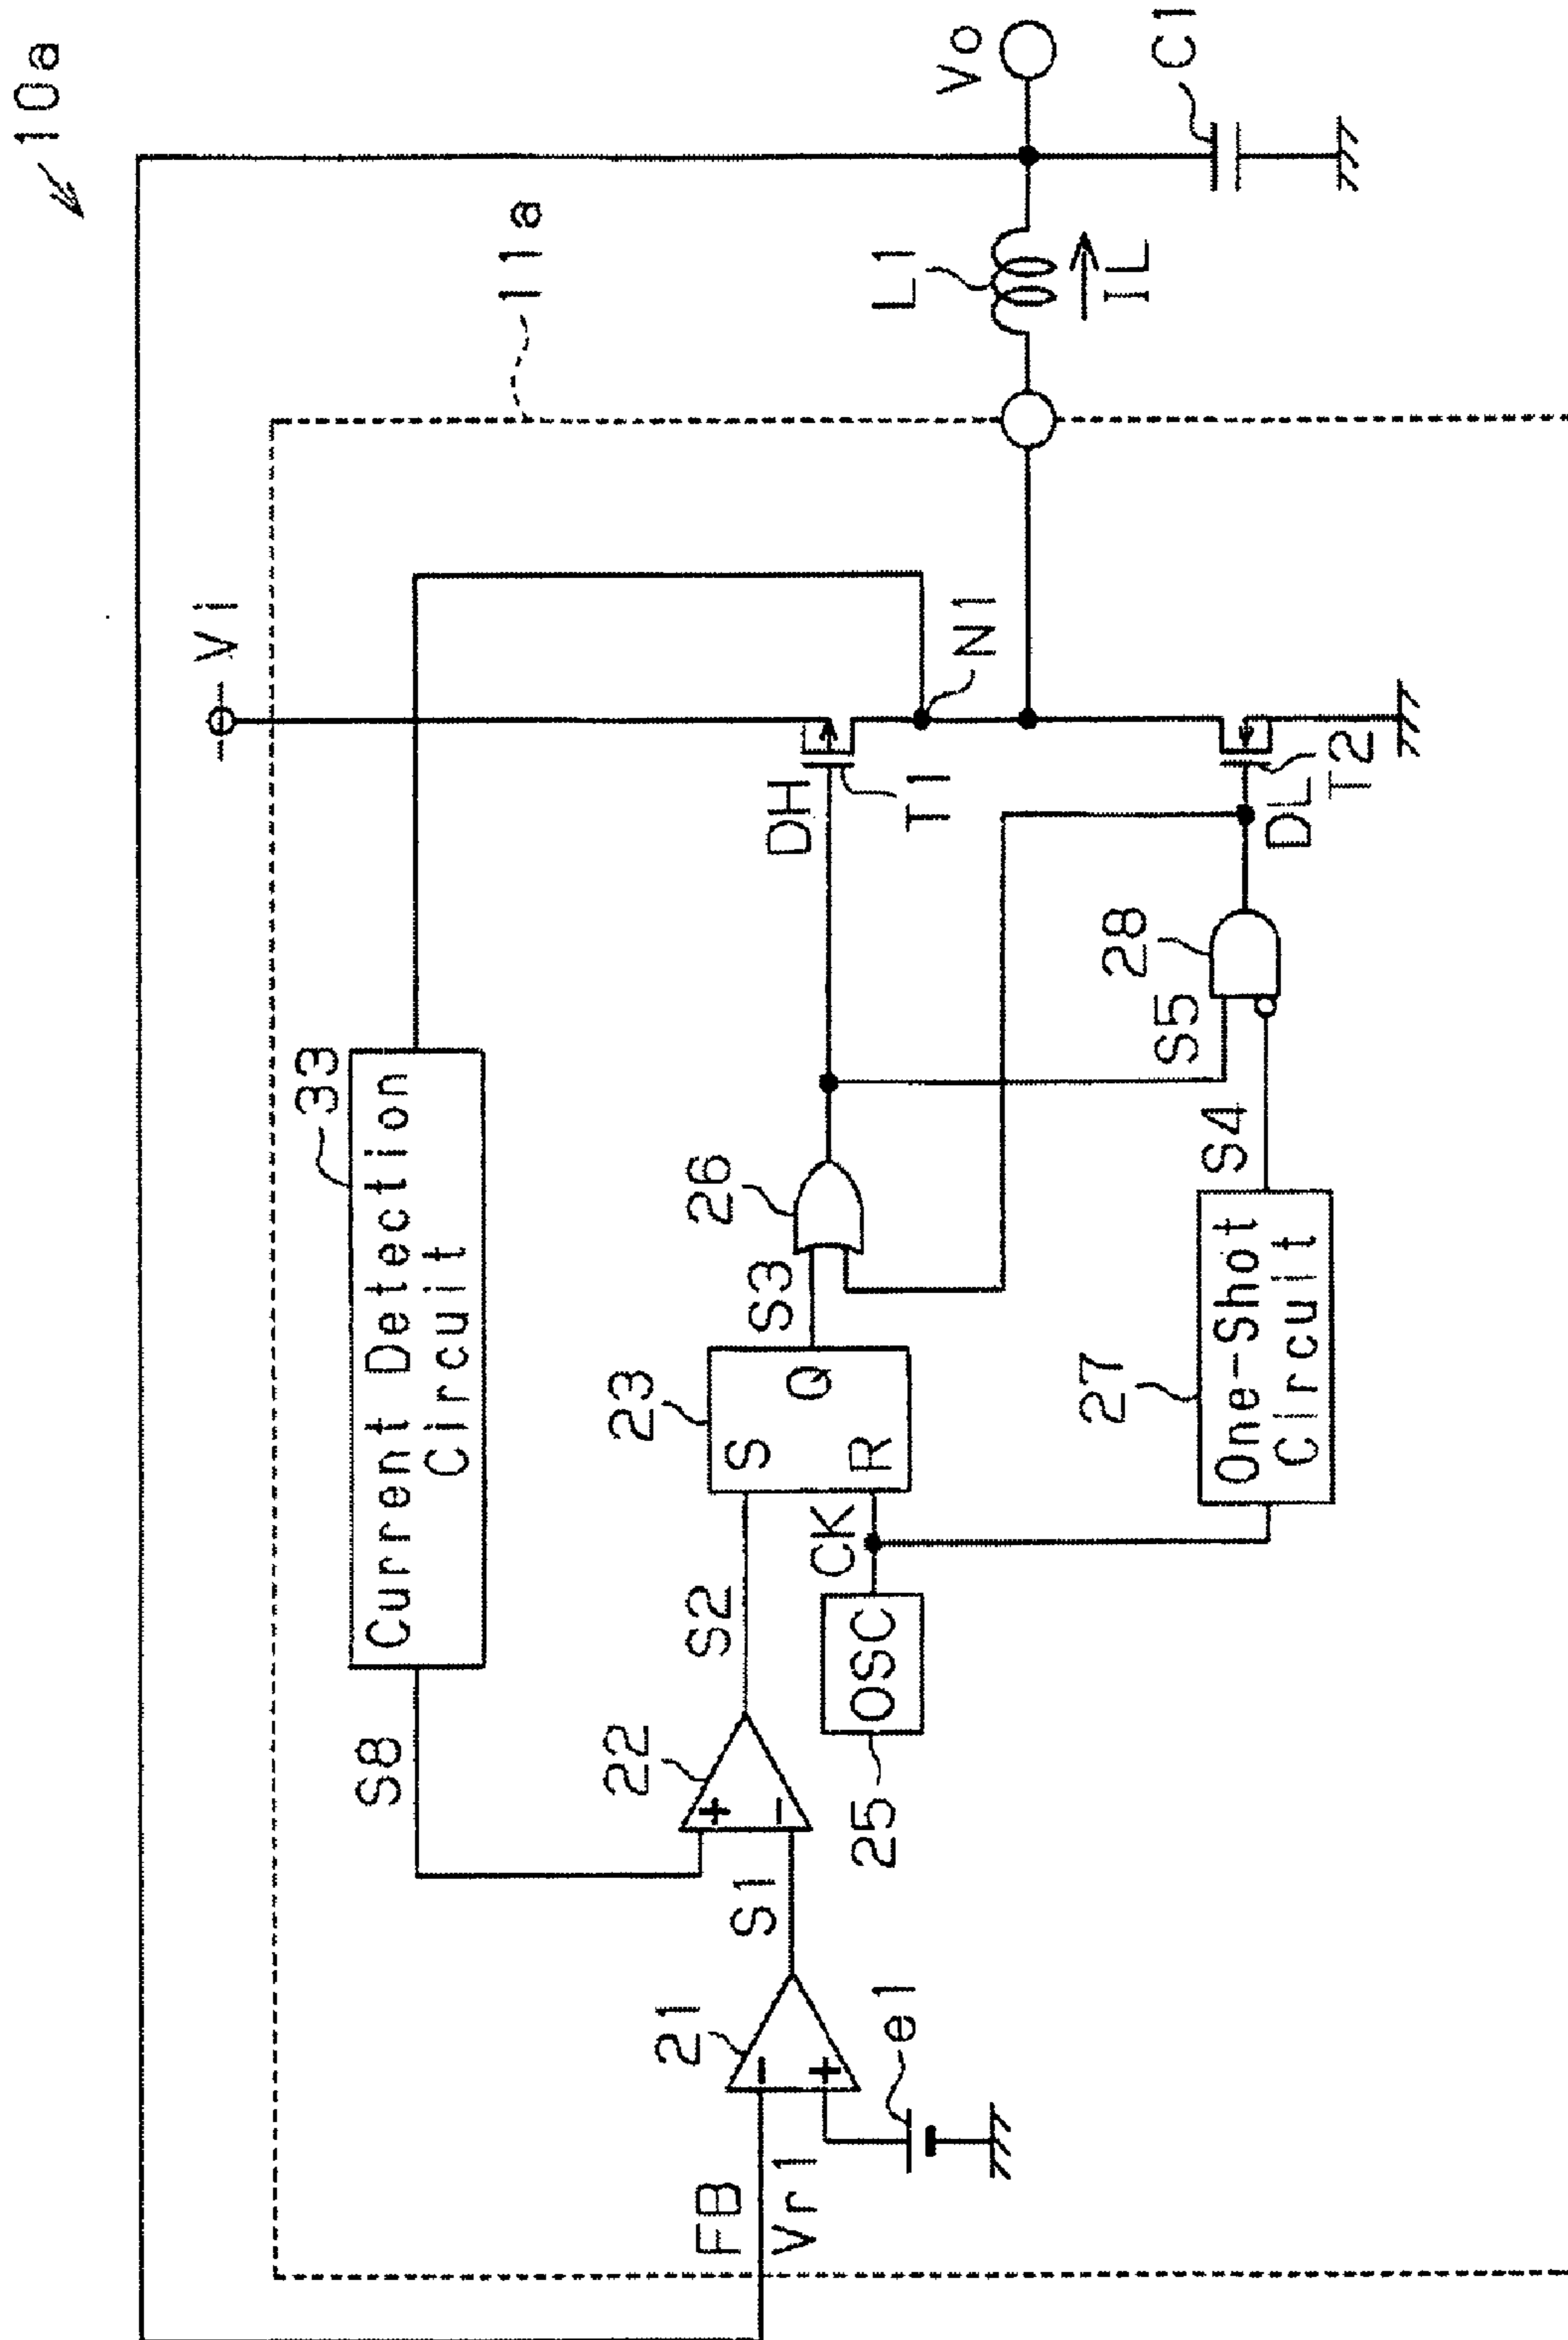 10a
11a
Vi
33
Current Detection
Circuit
S8
FB
Vr1
21
e1
S1
22
S2
25
OSC
CK
23
S
R
Q
S3
26
27
One-Shot
Circuit
S4
S5
28
DH
T1
N1
DL
T2
L1
IL
Vo
C1